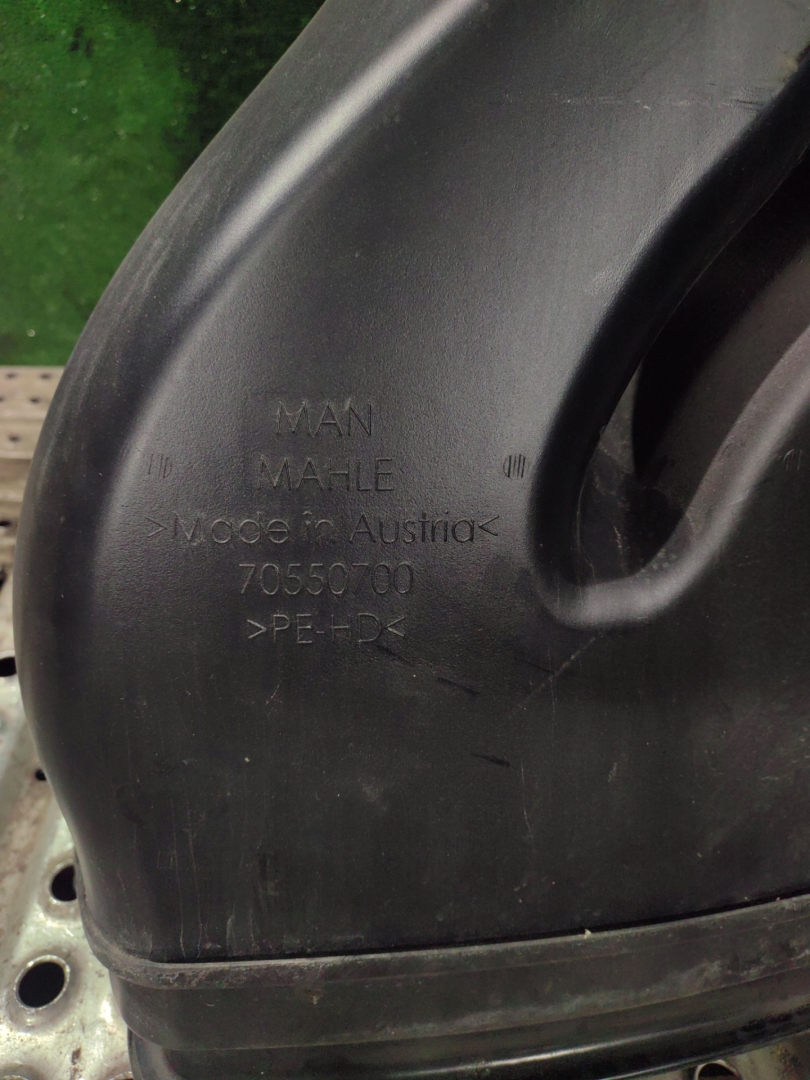 MAN
MAHLE
>Made in Austria<
70550700
>PE-HD<